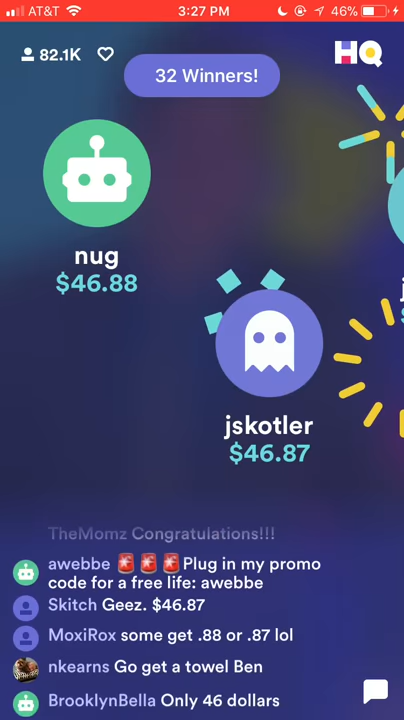 AT&T 3:27 PM 46%
82.1K
HQ
32 Winners!
nug
$46.88
jskotler
$46.87
TheMomz Congratulations!!!
awebbe 🚨🚨🚨Plug in my promo
code for a free life: awebbe
Skitch Geez. $46.87
MoxiRox some get .88 or .87 lol
nkearns Go get a towel Ben
BrooklynBella Only 46 dollars